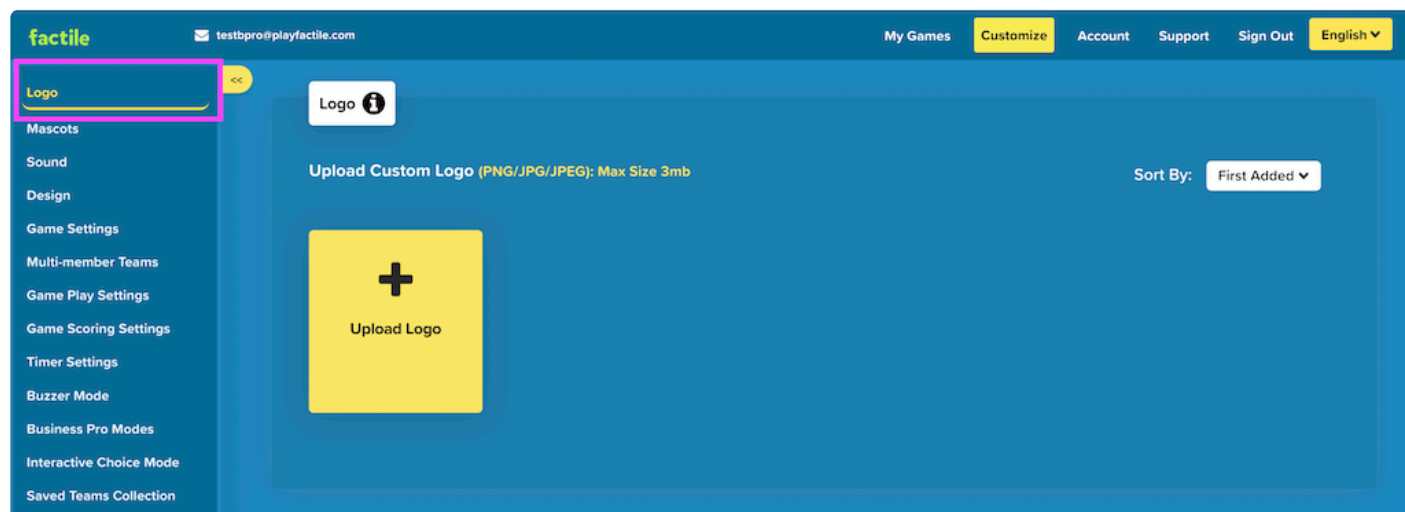 factile
testbpro@playfactile.com
My Games
Customize
Account
Support
Sign Out
English
Logo
<<
Mascots
Sound
Design
Game Settings
Multi-member Teams
Game Play Settings
Game Scoring Settings
Timer Settings
Buzzer Mode
Business Pro Modes
Interactive Choice Mode
Saved Teams Collection
Logo
Upload Custom Logo (PNG/JPG/JPEG): Max Size 3mb
Sort By:
First Added
Upload Logo